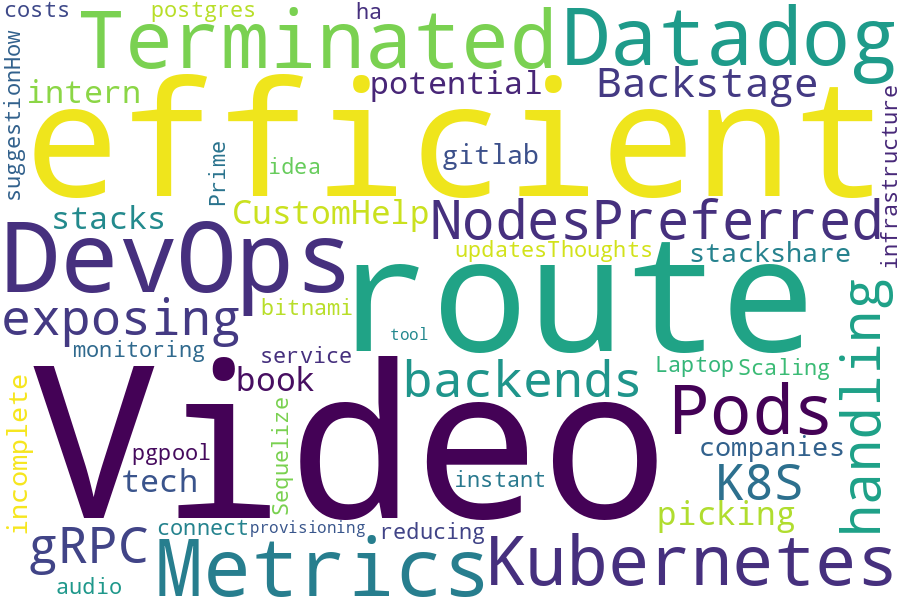 costs
postgres
ha
Terminated
Datadog
suggestionHow
intern
potential
Backstage
efficient
infrastructure
Prime
idea
gitlab
stacks
CustomHelp
NodesPreferred
DevOps
updatesThoughts
stackshare
route
exposing
bitnami
handling
tool
monitoring
service
Laptop
Scaling
book
backends
Video
Pods
incomplete
Sequelize
pgpool
companies
tech
instant
K8S
picking
connect
provisioning
reducing
gRPC
Metrics
Kubernetes
audio